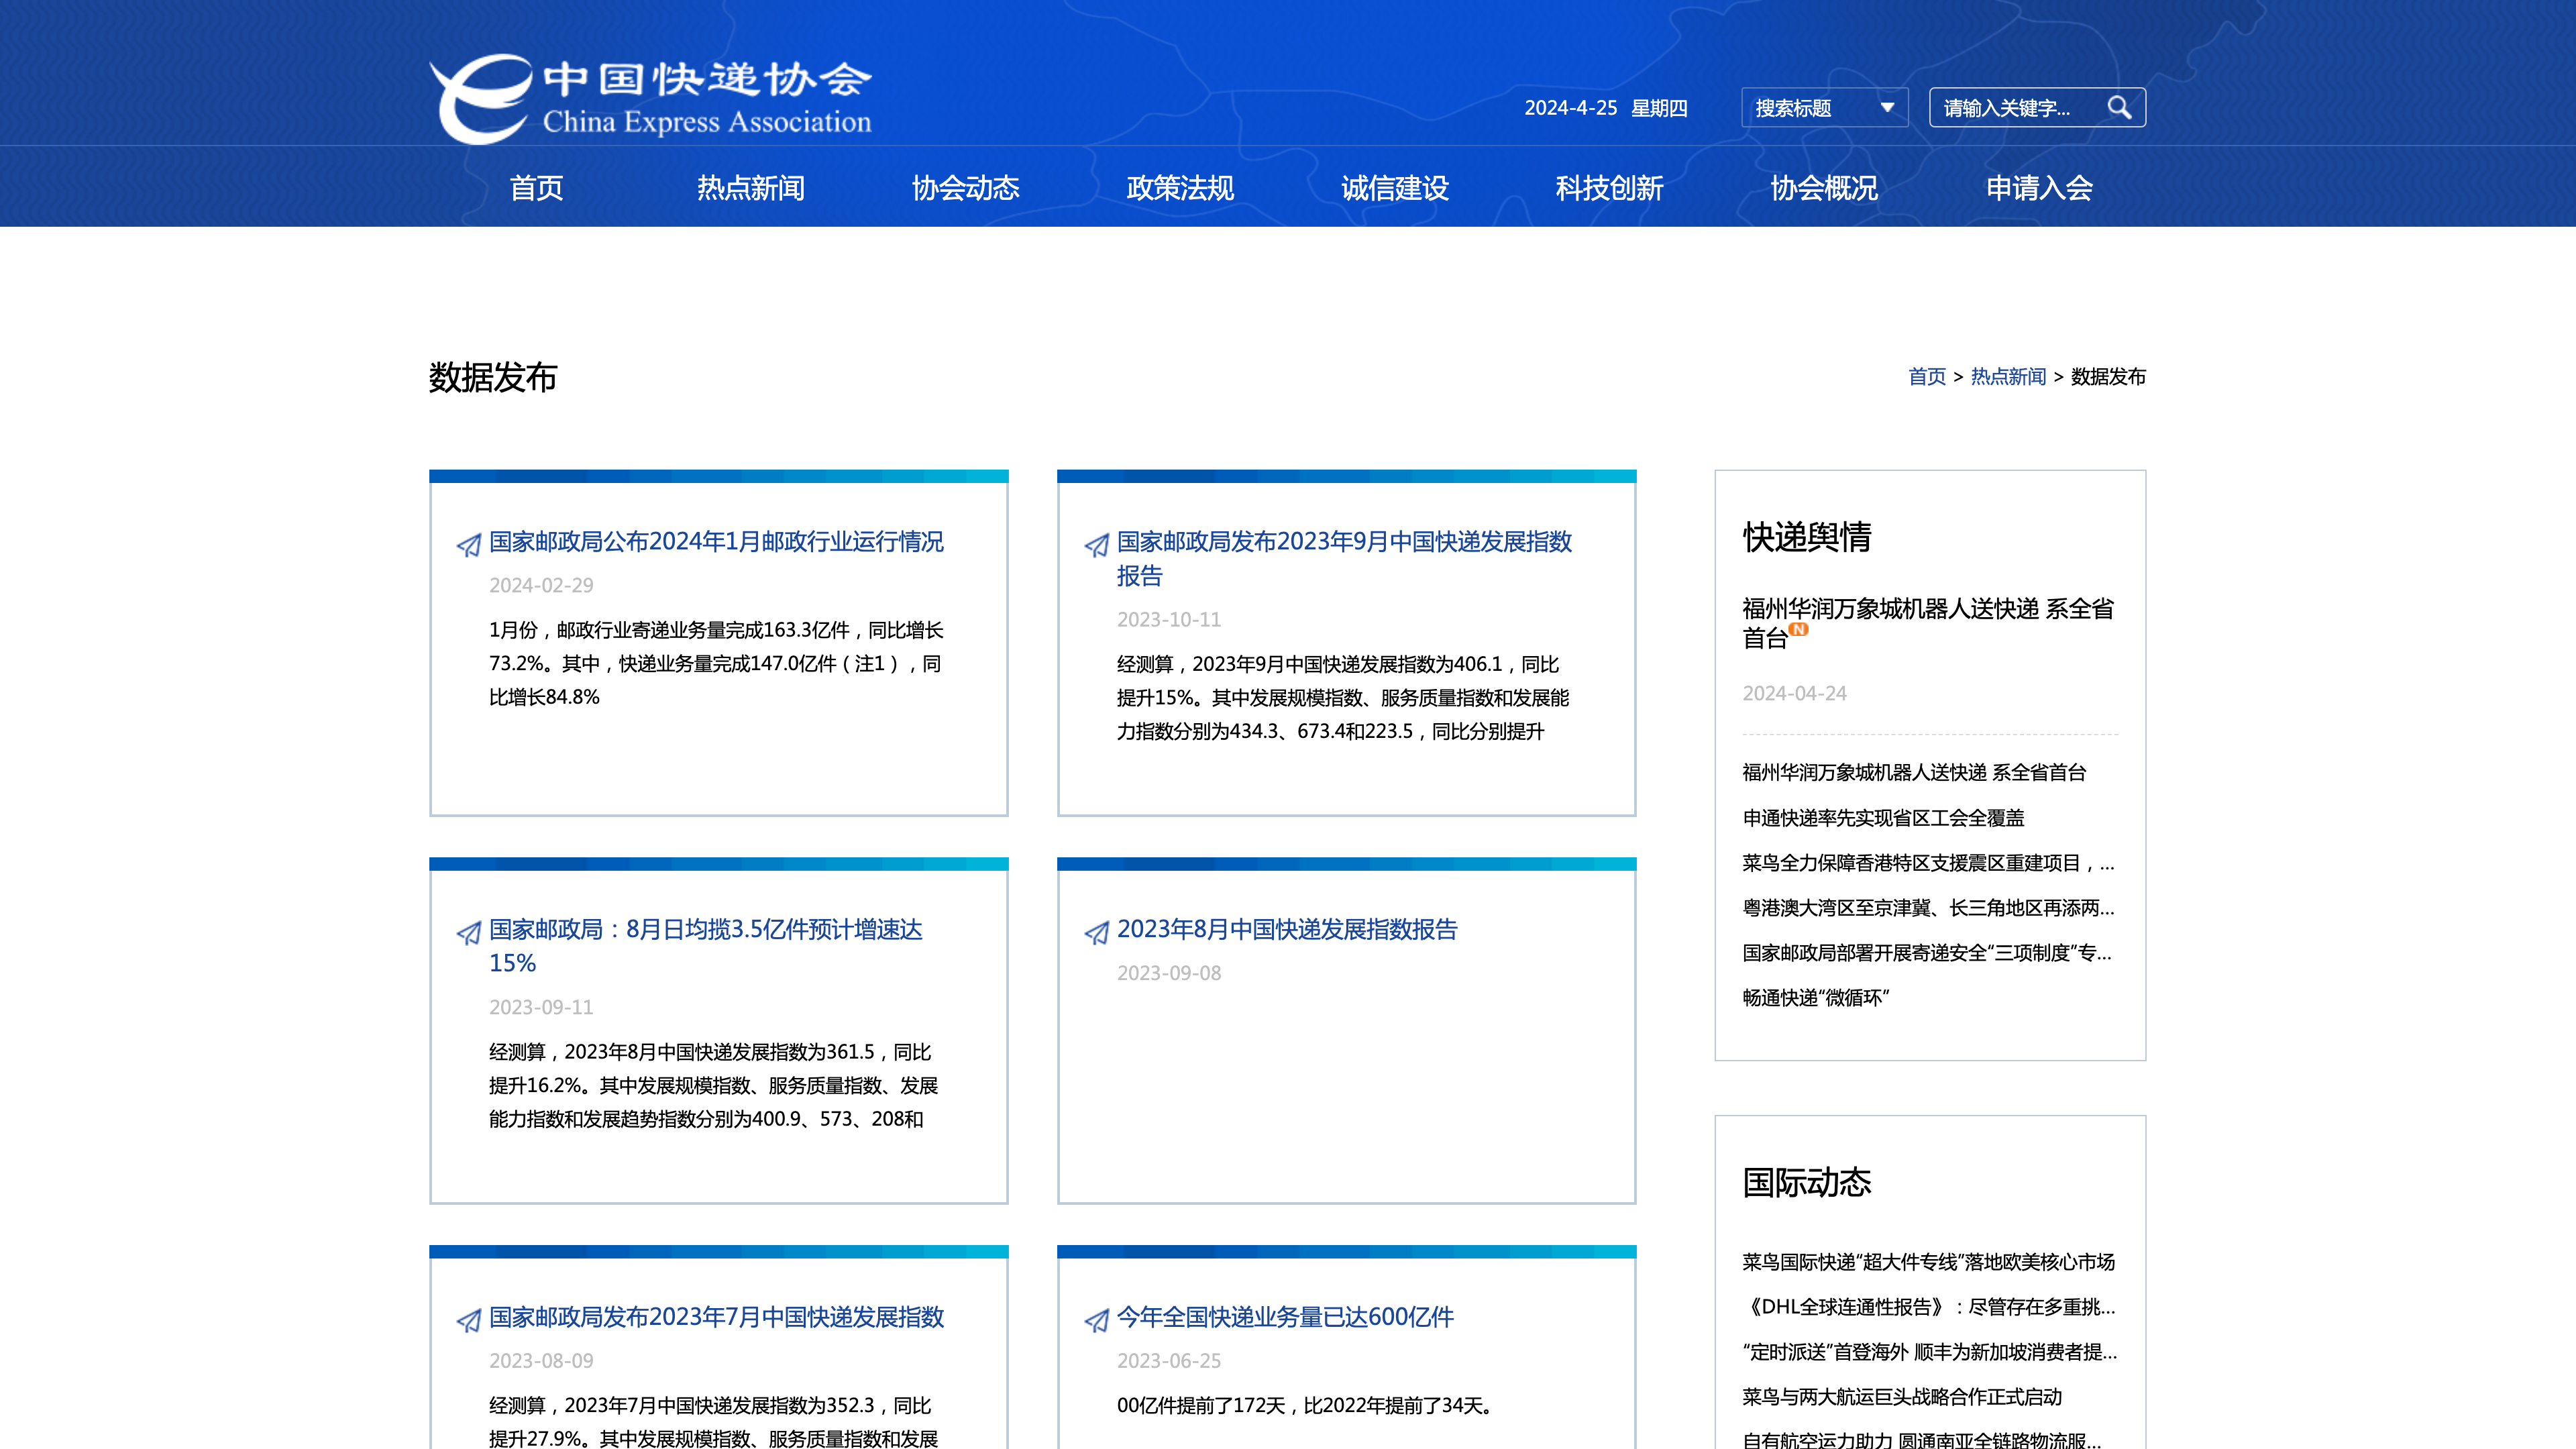 中国快递协会
China Express Association
2024-4-25 星期四
搜索标题
请输入关键字...
首页 热点新闻 协会动态 政策法规 诚信建设 科技创新 协会概况 申请入会
数据发布
首页 > 热点新闻 > 数据发布
国家邮政局公布2024年1月邮政行业运行情况
2024-02-29
1月份，邮政行业寄递业务量完成163.3亿件，同比增长
73.2%。其中，快递业务量完成147.0亿件（注1），同
比增长84.8%
国家邮政局发布2023年9月中国快递发展指数
报告
2023-10-11
经测算，2023年9月中国快递发展指数为406.1，同比
提升15%。其中发展规模指数、服务质量指数和发展能
力指数分别为434.3、673.4和223.5，同比分别提升
国家邮政局：8月日均揽3.5亿件预计增速达
15%
2023-09-11
经测算，2023年8月中国快递发展指数为361.5，同比
提升16.2%。其中发展规模指数、服务质量指数、发展
能力指数和发展趋势指数分别为400.9、573、208和
2023年8月中国快递发展指数报告
2023-09-08
国家邮政局发布2023年7月中国快递发展指数
2023-08-09
经测算，2023年7月中国快递发展指数为352.3，同比
提升27.9%。其中发展规模指数、服务质量指数和发展
今年全国快递业务量已达600亿件
2023-06-25
00亿件提前了172天，比2022年提前了34天。
快递舆情
福州华润万象城机器人送快递 系全省
首台 N
2024-04-24
福州华润万象城机器人送快递 系全省首台
申通快递率先实现省区工会全覆盖
菜鸟全力保障香港特区支援震区重建项目，...
粤港澳大湾区至京津冀、长三角地区再添两...
国家邮政局部署开展寄递安全“三项制度”专...
畅通快递“微循环”
国际动态
菜鸟国际快递“超大件专线”落地欧美核心市场
《DHL全球连通性报告》：尽管存在多重挑...
“定时派送”首登海外 顺丰为新加坡消费者提...
菜鸟与两大航运巨头战略合作正式启动
自有航空运力助力 圆通南亚全链路物流服...